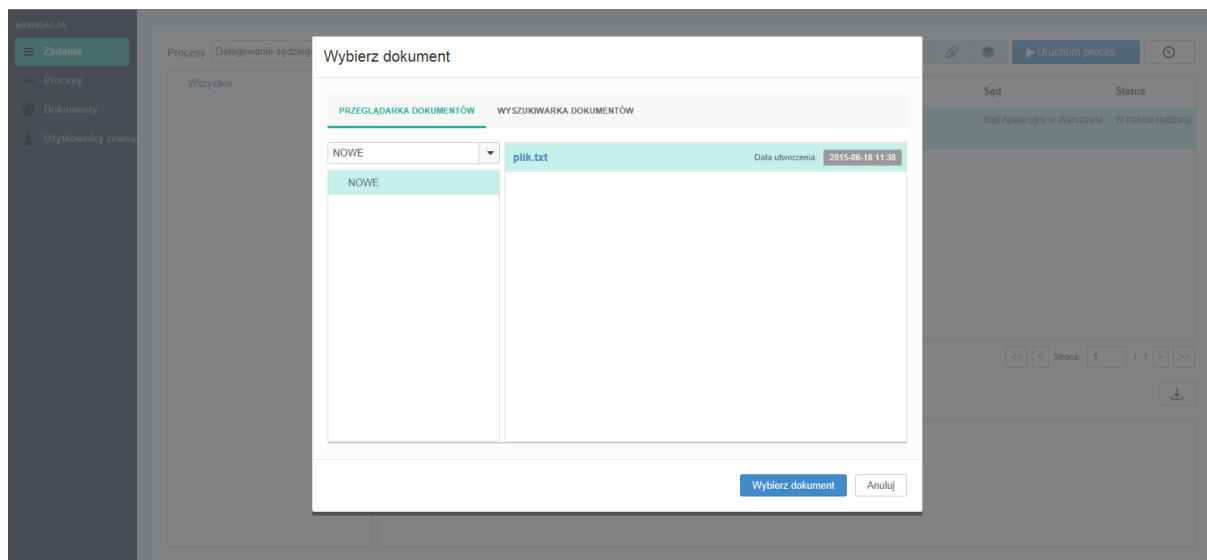 NAWIGACJA
Zadania
Procesy
Dokumenty
Użytkownicy zewnę
Procesy Delegowanie sędzieg
Uruchom proces
Wszystkie
Sąd Status
Sąd Apelacyjny w Warszawie W trakcie realizacji
<< < Strona: 1 / 1 > >>
Wybierz dokument
PRZEGLĄDARKA DOKUMENTÓW WYSZUKIWARKA DOKUMENTÓW
NOWE
plik.txt Data utworzenia: 2015-06-18 11:38
NOWE
Wybierz dokument Anuluj